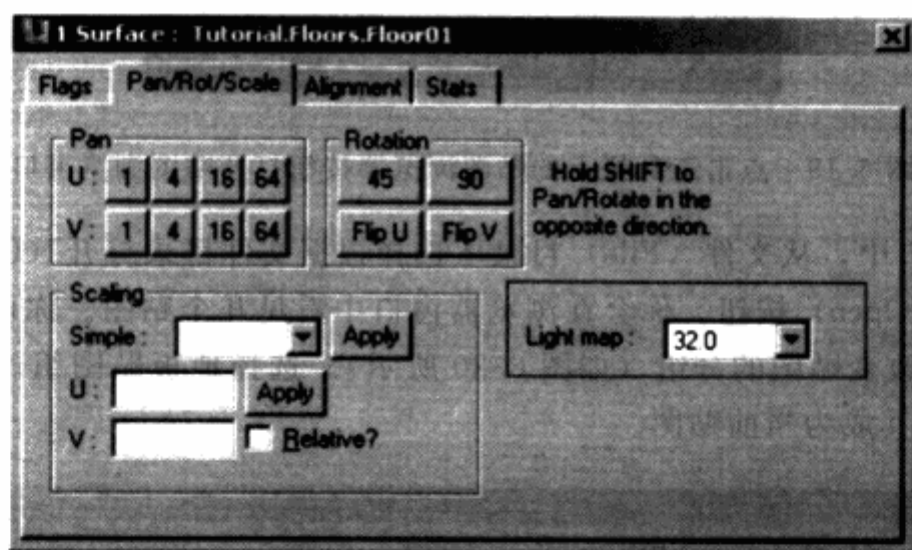 1 Surface : Tutorial.Floors.Floor01
Flags Pan/Rot/Scale Alignment Stats
Pan
U : 1 4 16 64
V : 1 4 16 64
Rotation
45 90
Flip U Flip V
Hold SHIFT to
Pan/Rotate in the
opposite direction.
Scaling
Simple : Apply
U : Apply
V : Relative?
Light map : 32.0